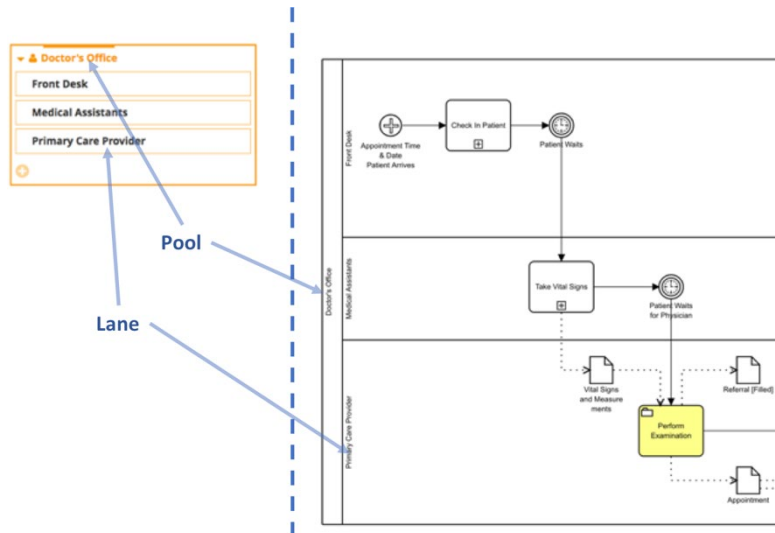 Doctor's Office
Front Desk
Medical Assistants
Primary Care Provider
Pool
Lane
Doctor's Office
Front Desk
Appointment Time
& Date
Patient Arrives
Check In Patient
Patient Waits
Medical Assistants
Take Vital Signs
Patient Waits
for Physician
Primary Care Provider
Vital Signs
and Measure
ments
Referral [Filled]
Perform
Examination
Appointment